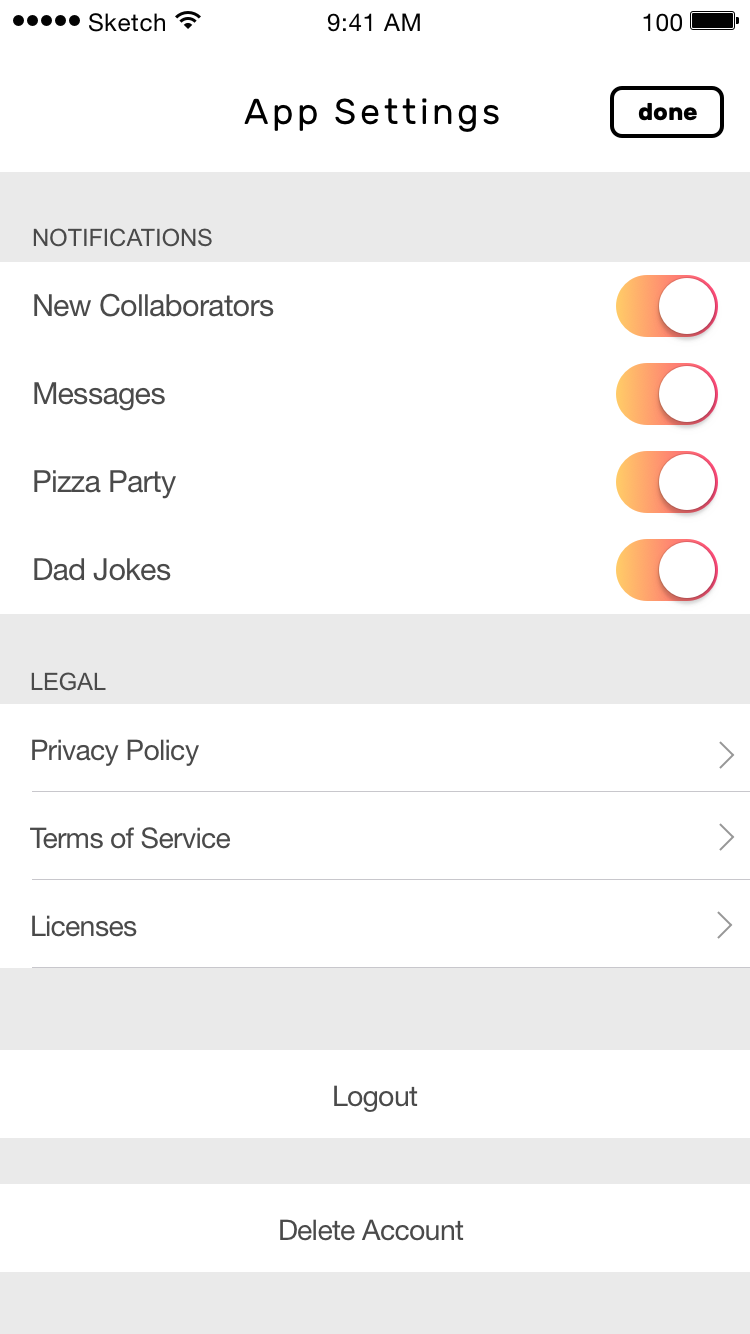 Sketch 9:41 AM 100
App Settings done
NOTIFICATIONS
New Collaborators
Messages
Pizza Party
Dad Jokes
LEGAL
Privacy Policy
Terms of Service
Licenses
Logout
Delete Account